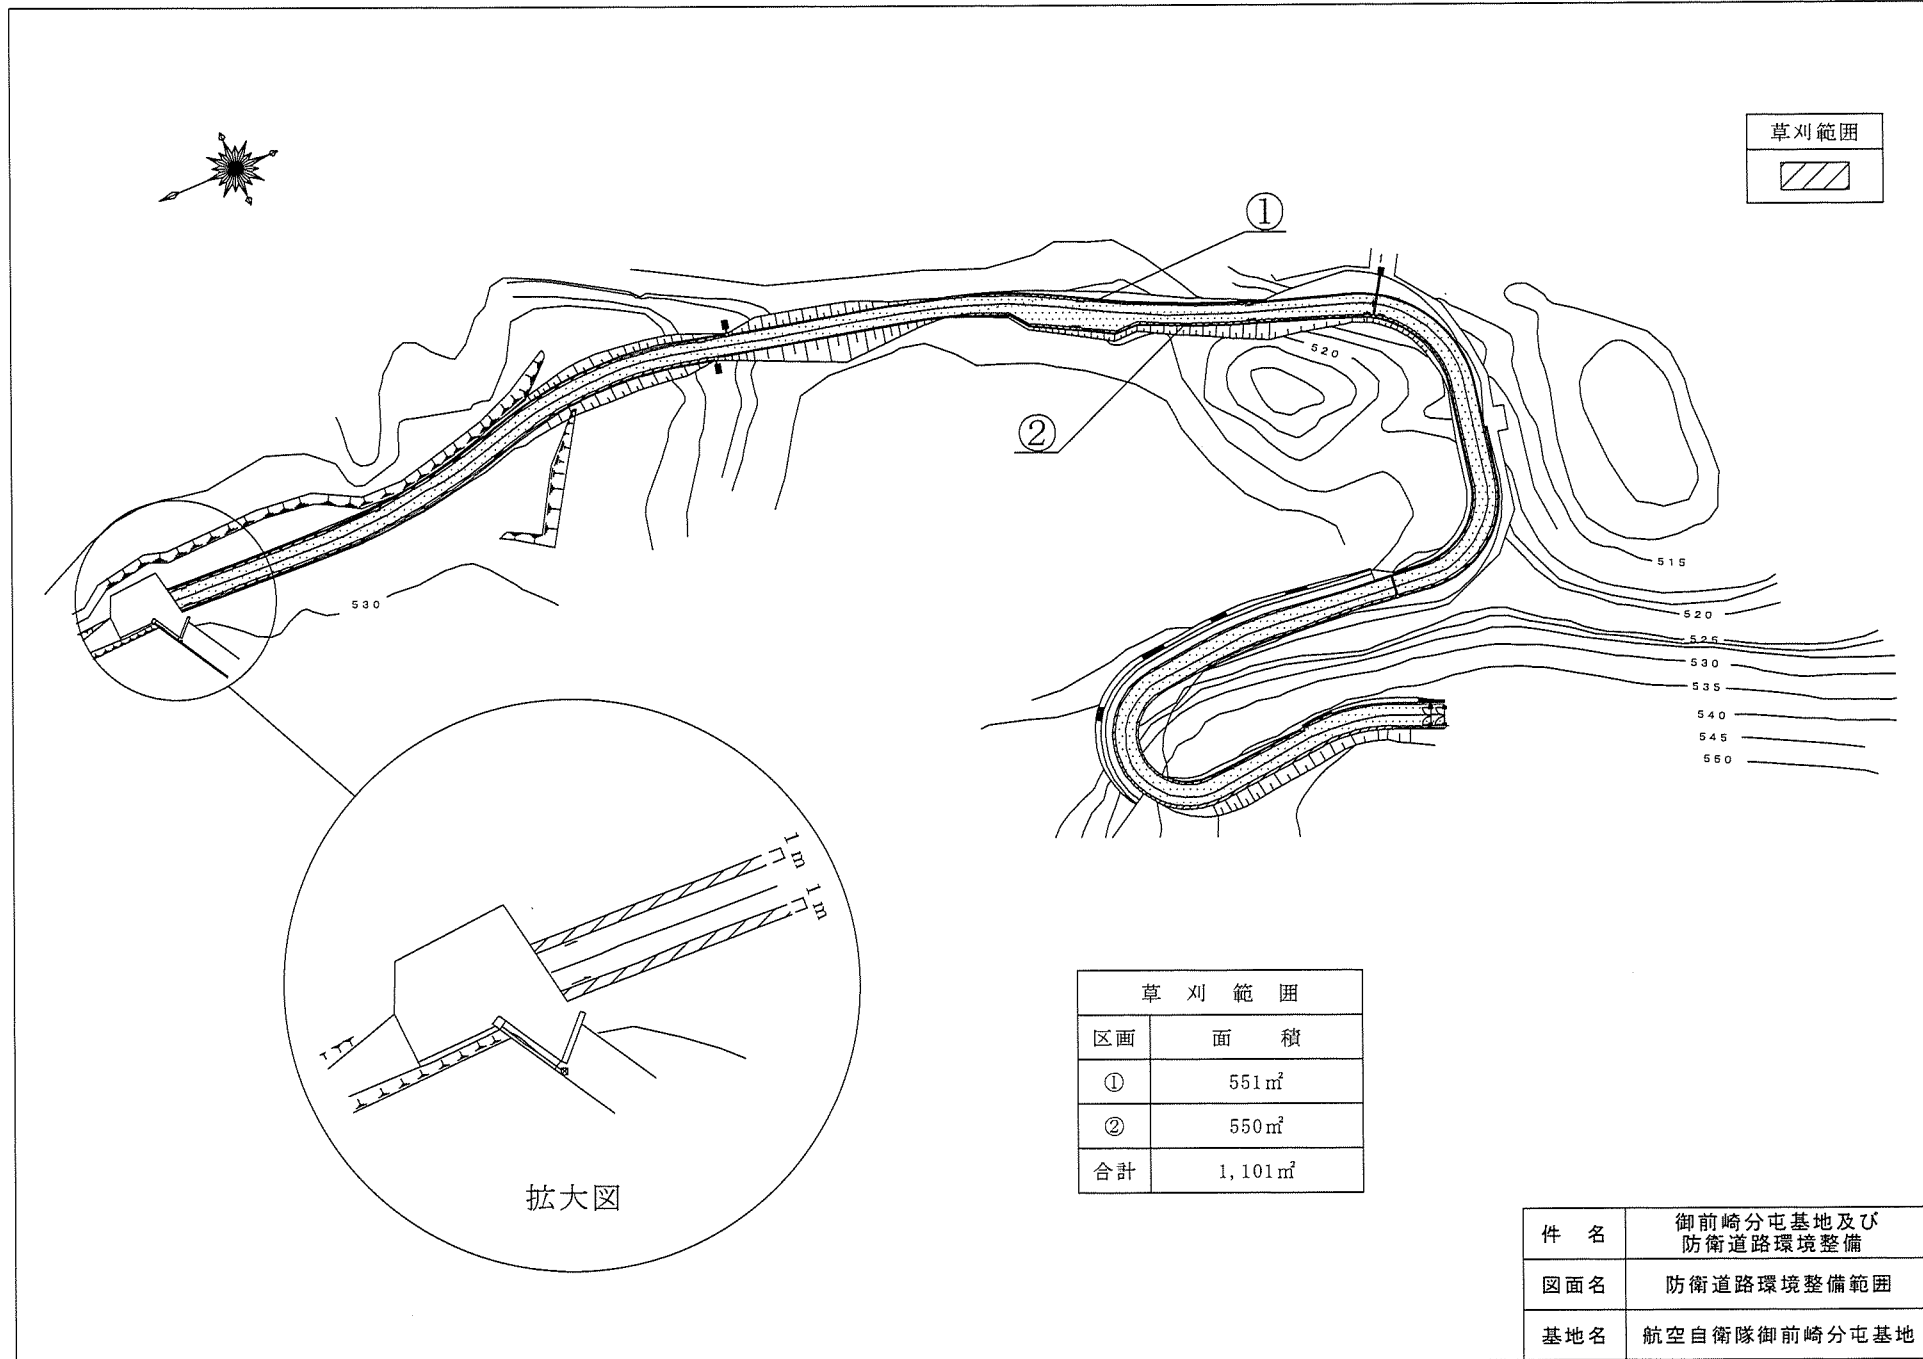 草刈範囲
①
②
520
530
515
520
525
530
535
540
545
550
1m
1m
拡大図
草刈範囲
区画 面積
① 551㎡
② 550㎡
合計 1,101㎡
件名 御前崎分屯基地及び
防衛道路環境整備
図面名 防衛道路環境整備範囲
基地名 航空自衛隊御前崎分屯基地